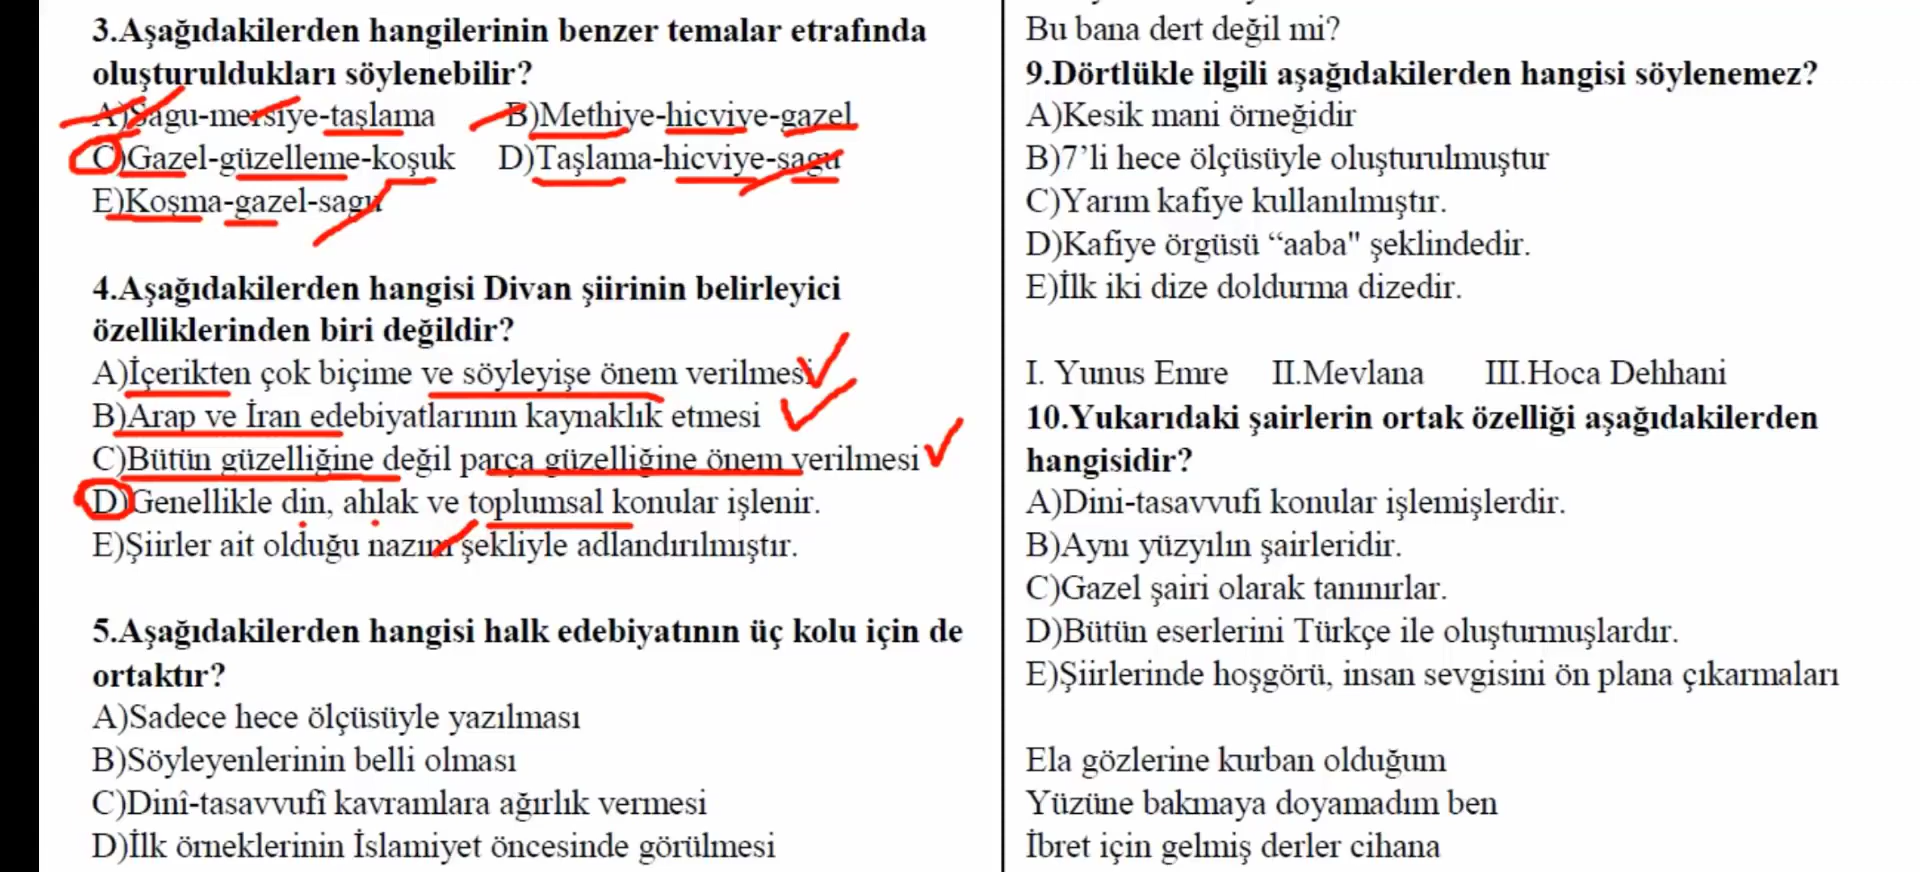 3.Aşağıdakilerden hangilerinin benzer temalar etrafında
oluşturuldukları söylenebilir?
A)Sagu-mersiye-taşlama B)Methiye-hicviye-gazel
C)Gazel-güzelleme-koşuk D)Taşlama-hicviye-sagu
E)Koşma-gazel-sagu
4.Aşağıdakilerden hangisi Divan şiirinin belirleyici
özelliklerinden biri değildir?
A)İçerikten çok biçime ve söyleyişe önem verilmesi
B)Arap ve İran edebiyatlarının kaynaklık etmesi
C)Bütün güzelliğine değil parça güzelliğine önem verilmesi
D)Genellikle din, ahlak ve toplumsal konular işlenir.
E)Şiirler ait olduğu nazım şekliyle adlandırılmıştır.
5.Aşağıdakilerden hangisi halk edebiyatının üç kolu için de
ortaktır?
A)Sadece hece ölçüsüyle yazılması
B)Söyleyenlerinin belli olması
C)Dinî-tasavvufî kavramlara ağırlık vermesi
D)İlk örneklerinin İslamiyet öncesinde görülmesi
Bu bana dert değil mi?
9.Dörtlükle ilgili aşağıdakilerden hangisi söylenemez?
A)Kesik mani örneğidir
B)7’li hece ölçüsüyle oluşturulmuştur
C)Yarım kafiye kullanılmıştır.
D)Kafiye örgüsü “aaba" şeklindedir.
E)İlk iki dize doldurma dizedir.
I. Yunus Emre II.Mevlana III.Hoca Dehhani
10.Yukarıdaki şairlerin ortak özelliği aşağıdakilerden
hangisidir?
A)Dini-tasavvufi konular işlemişlerdir.
B)Aynı yüzyılın şairleridir.
C)Gazel şairi olarak tanınırlar.
D)Bütün eserlerini Türkçe ile oluşturmuşlardır.
E)Şiirlerinde hoşgörü, insan sevgisini ön plana çıkarmaları
Ela gözlerine kurban olduğum
Yüzüne bakmaya doyamadım ben
İbret için gelmiş derler cihana